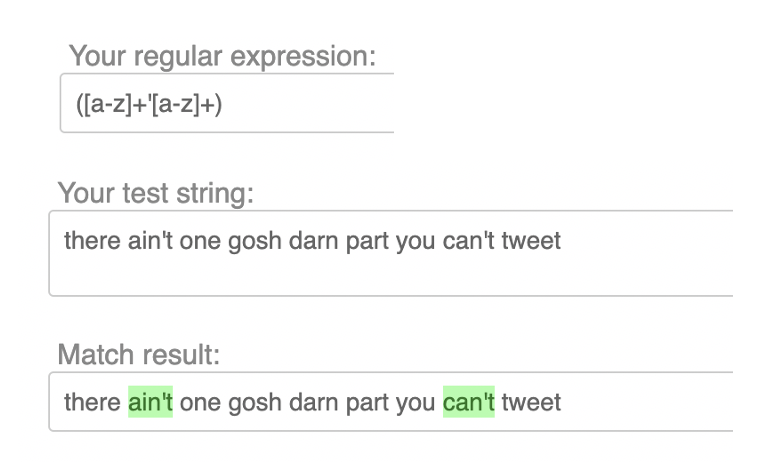 Your regular expression:
([a-z]+'[a-z]+)
Your test string:
there ain't one gosh darn part you can't tweet
Match result:
there ain't one gosh darn part you can't tweet